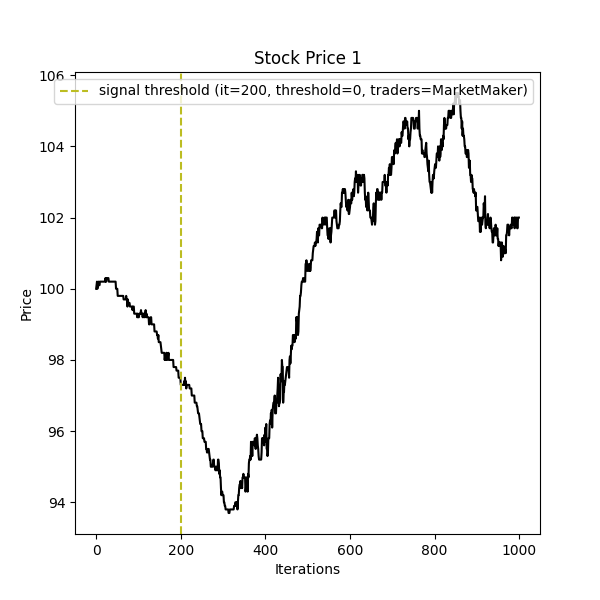 Stock Price 1
signal threshold (it=200, threshold=0, traders=MarketMaker)
106
104
102
100
98
96
94
Price
0 200 400 600 800 1000
Iterations